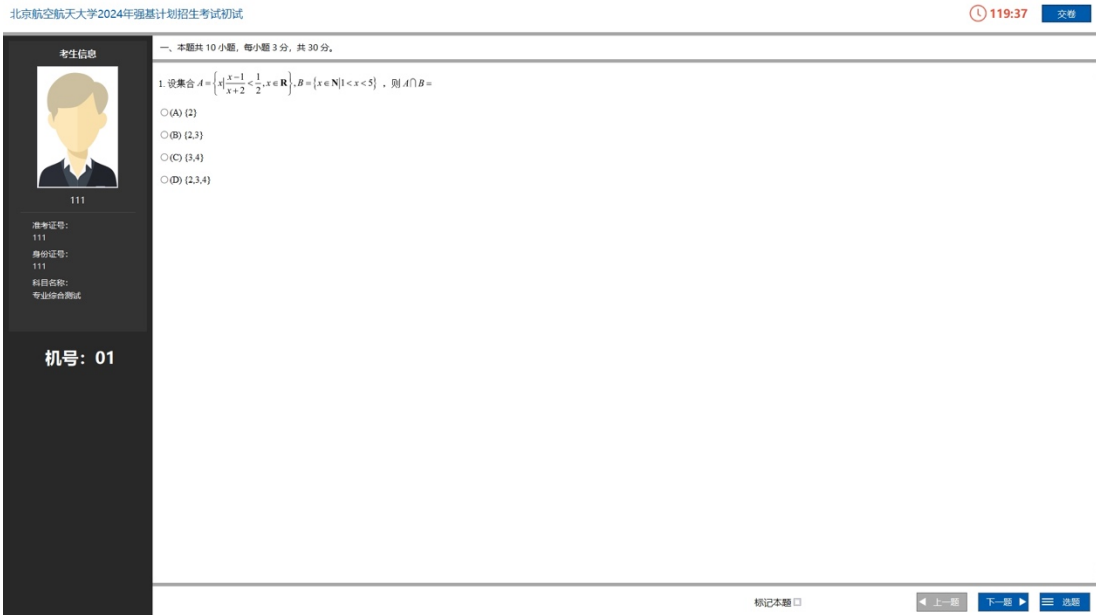 北京航空航天大学2024年强基计划招生考试初试
119:37
交卷
考生信息
111
准考证号:
111
身份证号:
111
科目名称:
专业综合测试
机号: 01
一、本题共 10 小题, 每小题 3 分, 共 30 分。
1. 设集合 A = {x | (x−1)/(x+2) < 1/2, x ∈ R}, B = {x ∈ N | 1 < x < 5} , 则 A∩B =
(A) {2}
(B) {2,3}
(C) {3,4}
(D) {2,3,4}
标记本题
上一题
下一题
选题